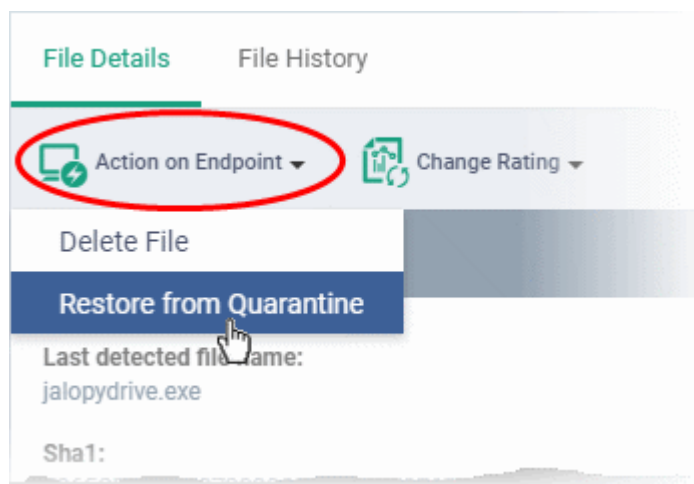 File Details File History
Action on Endpoint Change Rating
Delete File
Restore from Quarantine
Last detected file name:
jalopydrive.exe
Sha1: